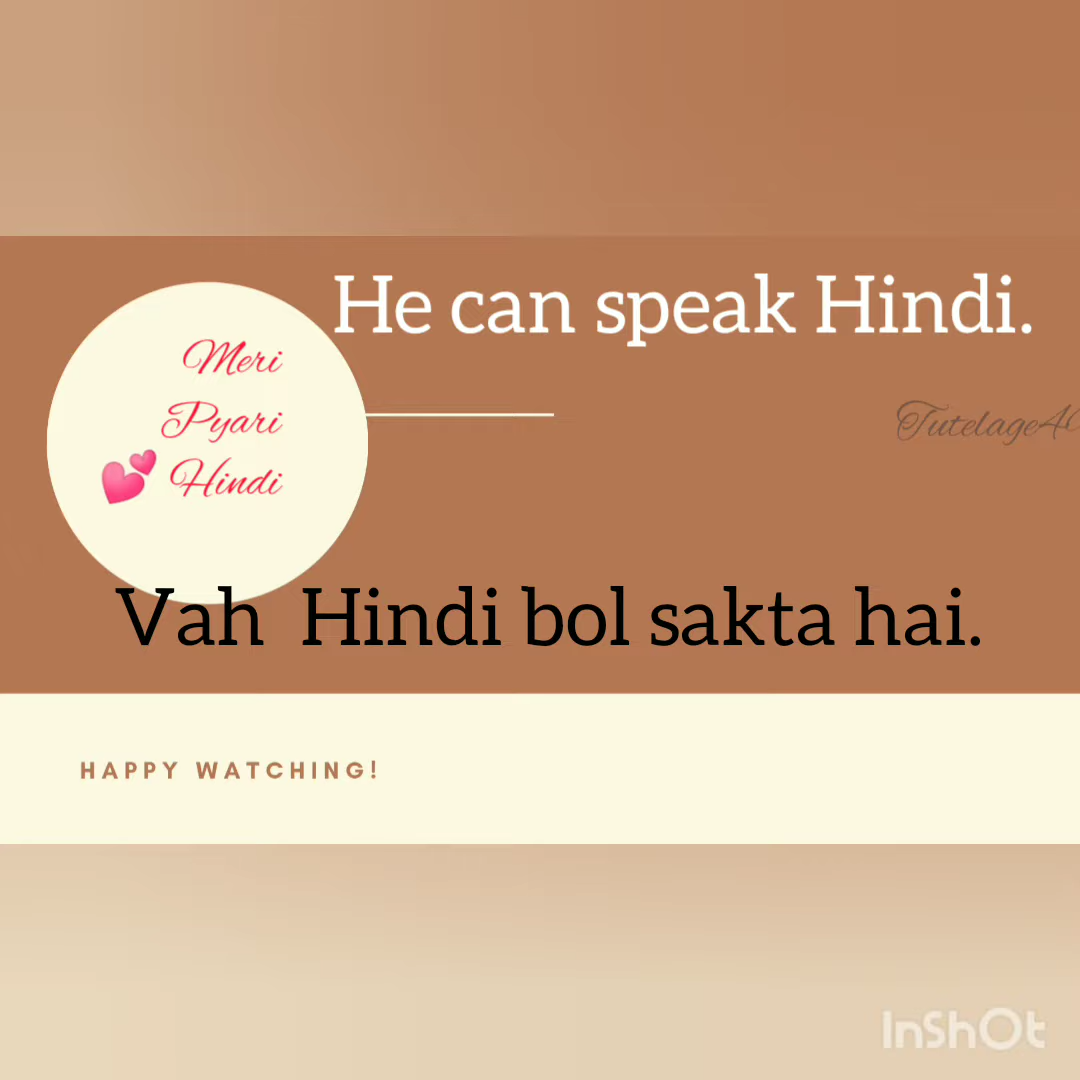 He can speak Hindi.
Meri
Pyari
💕 Hindi
Vah Hindi bol sakta hai.
HAPPY WATCHING!
InShOt